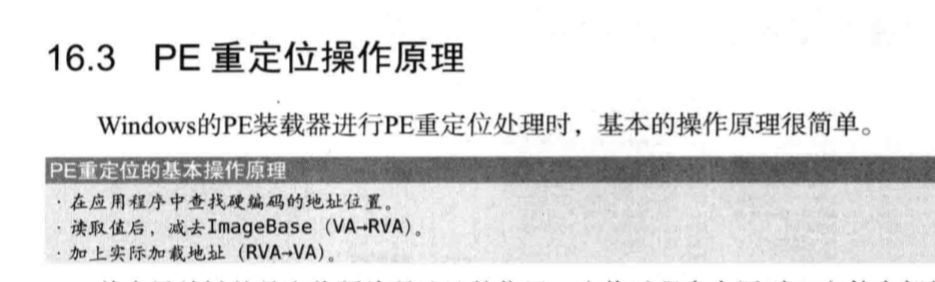 16.3 PE 重定位操作原理
Windows的PE装载器进行PE重定位处理时，基本的操作原理很简单。
PE重定位的基本操作原理
· 在应用程序中查找硬编码的地址位置。
· 读取值后，减去ImageBase（VA→RVA）。
· 加上实际加载地址（RVA→VA）。